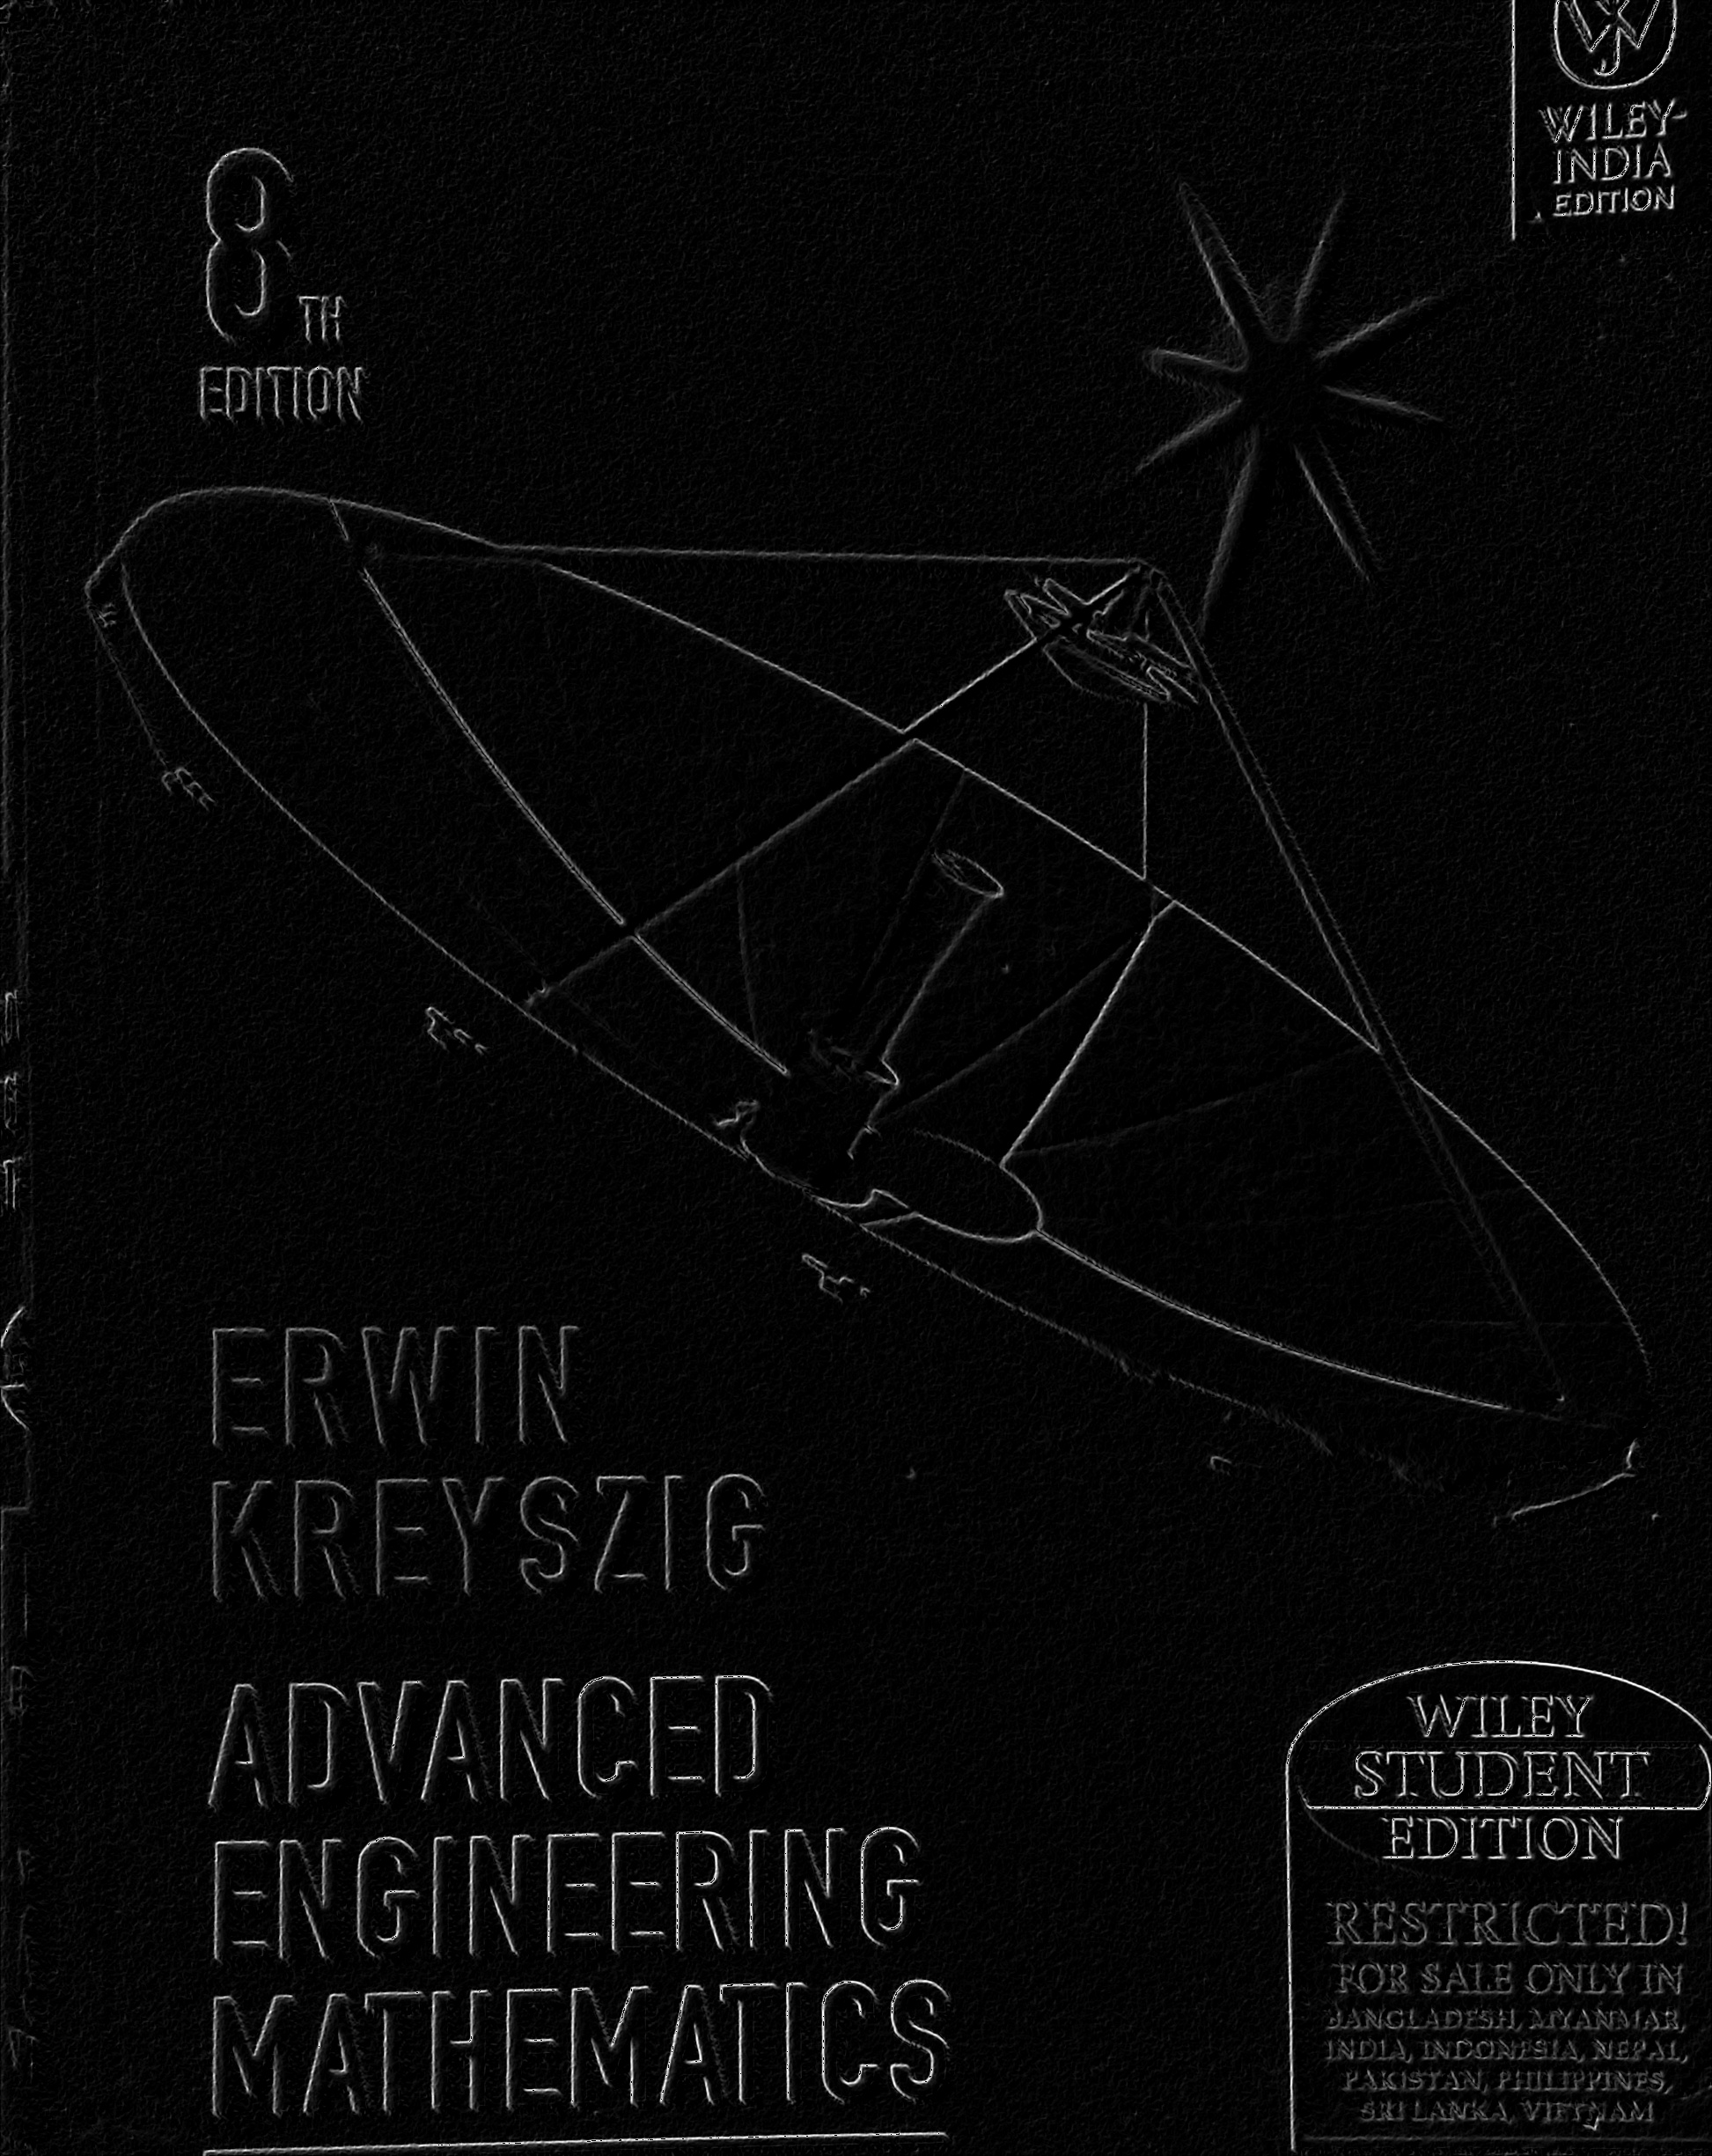 WILEY-
INDIA
EDITION
8TH
EDITION
ERWIN
KREYSZIG
ADVANCED
ENGINEERING
MATHEMATICS
WILEY
STUDENT
EDITION
RESTRICTED!
FOR SALE ONLY IN
BANGLADESH, MYANMAR,
INDIA, INDONESIA, NEPAL,
PAKISTAN, PHILIPPINES,
SRI LANKA, VIETNAM